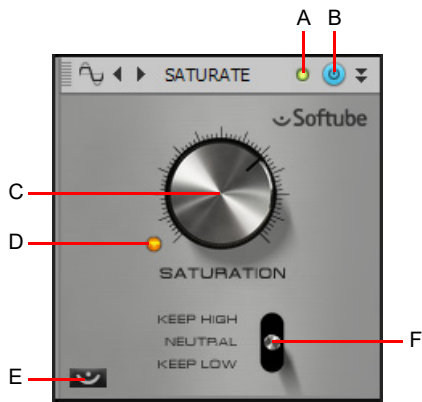 A B
SATURATE
Softube
C
D
SATURATION
KEEP HIGH
NEUTRAL
F
KEEP LOW
E